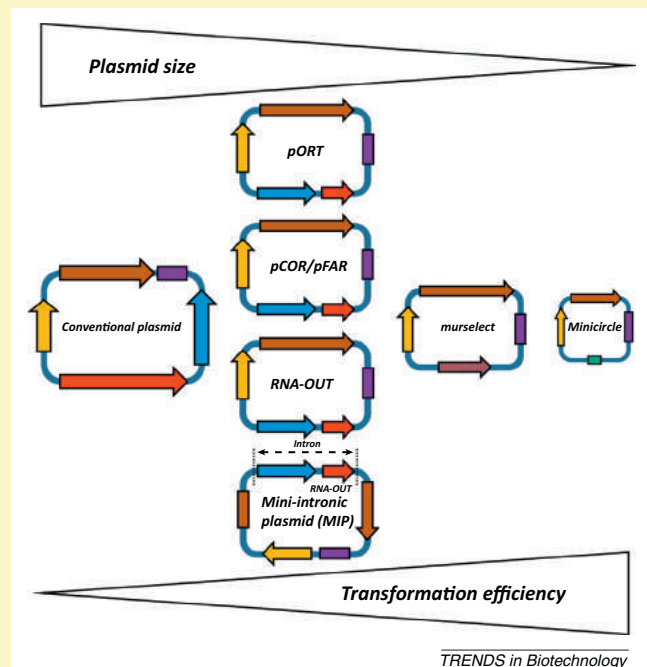 Plasmid size
pORT
pCOR/pFAR
Conventional plasmid
murselect
Minicircle
RNA-OUT
Intron
RNA-OUT
Mini-intronic
plasmid (MIP)
Transformation efficiency
TRENDS in Biotechnology